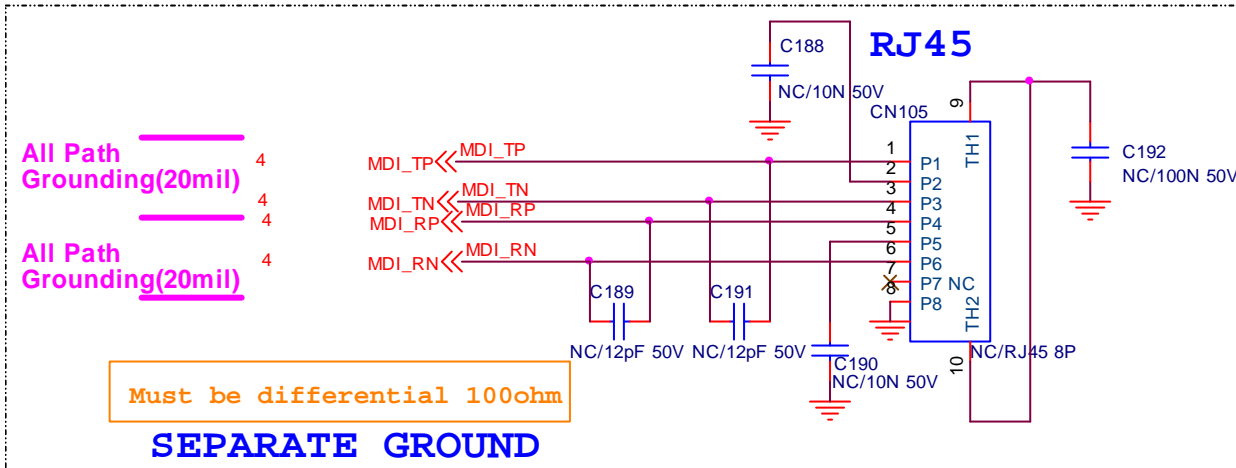 RJ45
C188
NC/10N 50V
CN105
9
TH1
C192
NC/100N 50V
All Path
Grounding(20mil)
4
MDI_TP
MDI_TP
1
P1
2
P2
4
MDI_TN
MDI_TN
3
P3
4
MDI_RP
MDI_RP
4
P4
5
P5
All Path
Grounding(20mil)
4
MDI_RN
MDI_RN
6
P6
7
P7 NC
8
P8
TH2
10
NC/RJ45 8P
C189
NC/12pF 50V
C191
NC/12pF 50V
C190
NC/10N 50V
Must be differential 100ohm
SEPARATE GROUND